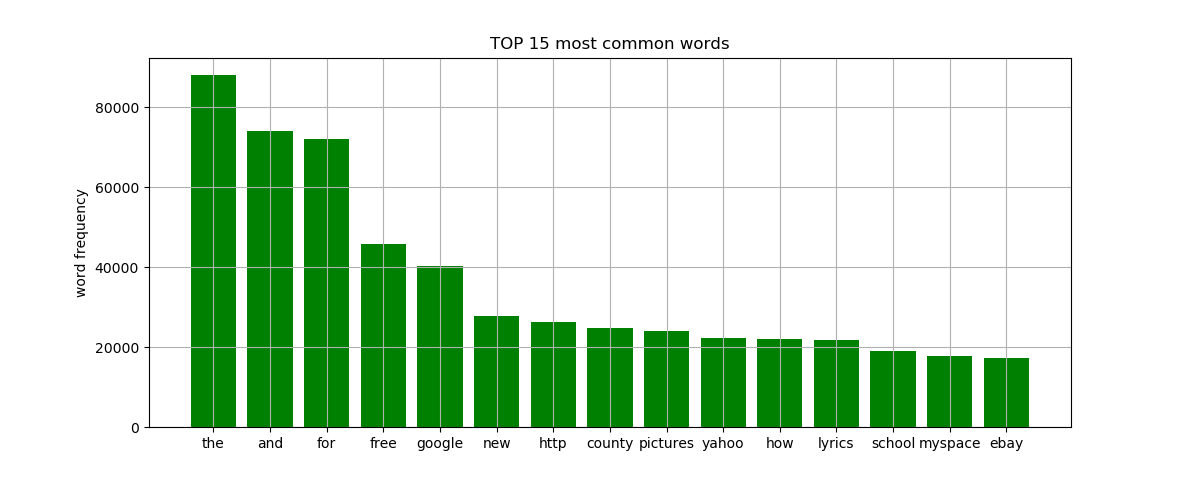 TOP 15 most common words
word frequency
80000
60000
40000
20000
0
the and for free google new http county pictures yahoo how lyrics school myspace ebay